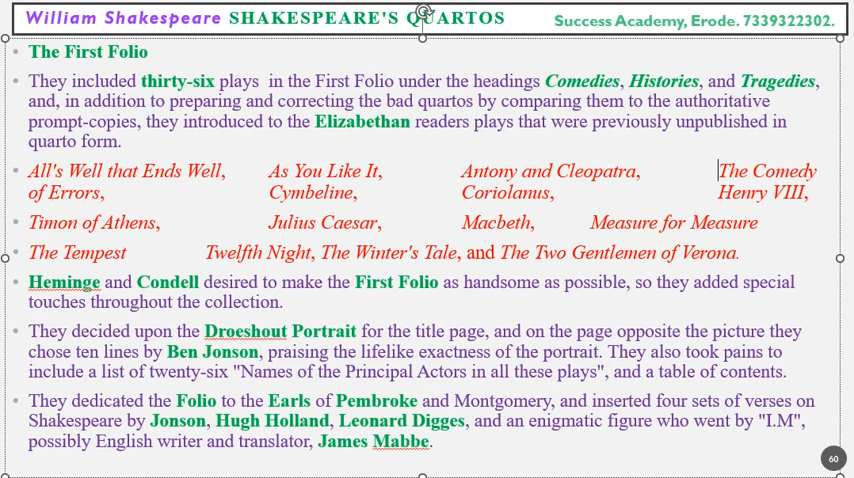 William Shakespeare SHAKESPEARE'S QUARTOS Success Academy, Erode. 7339322302.
• The First Folio
• They included thirty-six plays in the First Folio under the headings Comedies, Histories, and Tragedies,
and, in addition to preparing and correcting the bad quartos by comparing them to the authoritative
prompt-copies, they introduced to the Elizabethan readers plays that were previously unpublished in
quarto form.
• All's Well that Ends Well, As You Like It, Antony and Cleopatra, The Comedy
of Errors, Cymbeline, Coriolanus, Henry VIII,
• Timon of Athens, Julius Caesar, Macbeth, Measure for Measure
• The Tempest Twelfth Night, The Winter's Tale, and The Two Gentlemen of Verona.
• Heminge and Condell desired to make the First Folio as handsome as possible, so they added special
touches throughout the collection.
• They decided upon the Droeshout Portrait for the title page, and on the page opposite the picture they
chose ten lines by Ben Jonson, praising the lifelike exactness of the portrait. They also took pains to
include a list of twenty-six "Names of the Principal Actors in all these plays", and a table of contents.
• They dedicated the Folio to the Earls of Pembroke and Montgomery, and inserted four sets of verses on
Shakespeare by Jonson, Hugh Holland, Leonard Digges, and an enigmatic figure who went by "I.M",
possibly English writer and translator, James Mabbe.
60